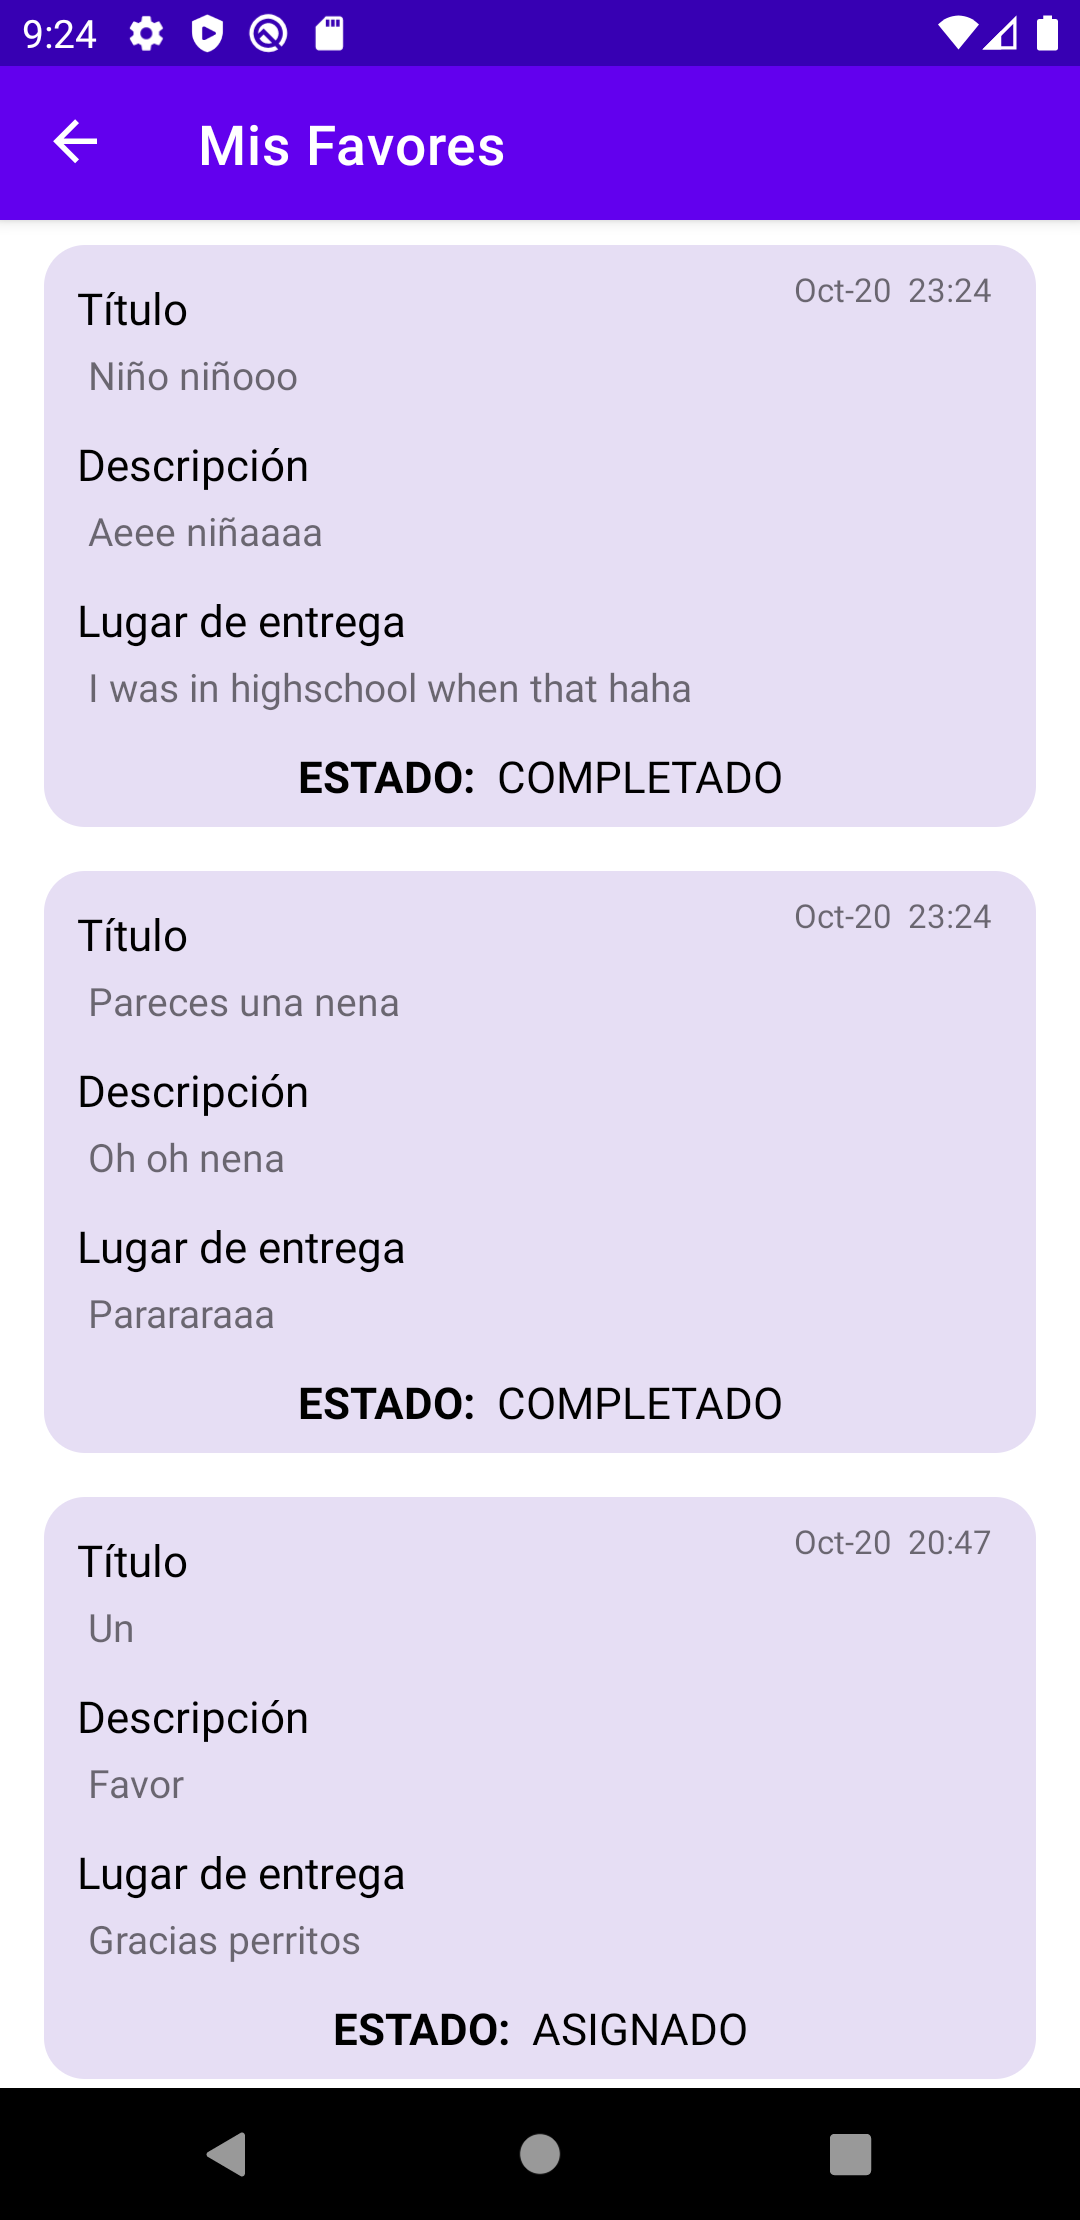 9:24
Mis Favores
Título
Oct-20 23:24
Niño niñooo
Descripción
Aeee niñaaaa
Lugar de entrega
I was in highschool when that haha
ESTADO: COMPLETADO
Título
Oct-20 23:24
Pareces una nena
Descripción
Oh oh nena
Lugar de entrega
Parararaaa
ESTADO: COMPLETADO
Título
Oct-20 20:47
Un
Descripción
Favor
Lugar de entrega
Gracias perritos
ESTADO: ASIGNADO